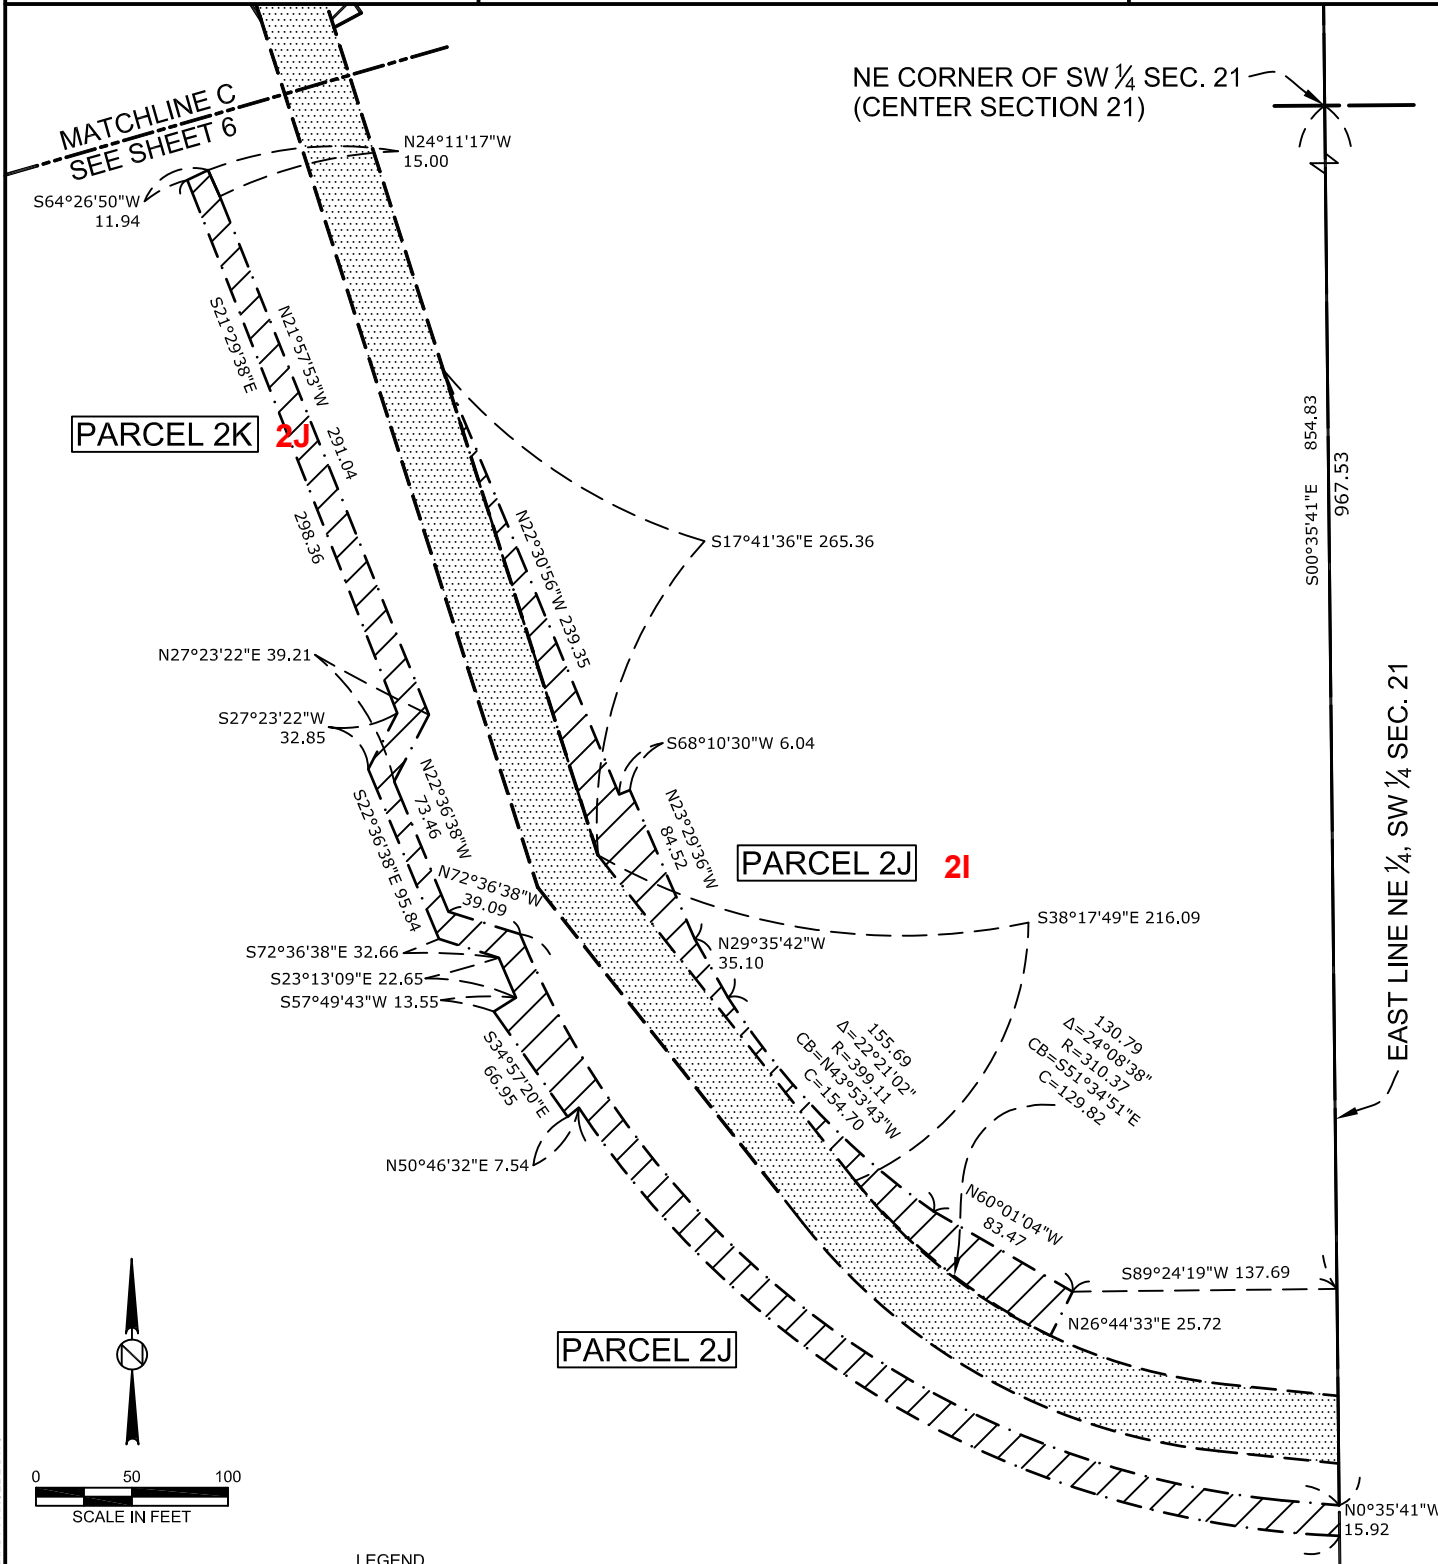 NE CORNER OF SW ¼ SEC. 21
(CENTER SECTION 21)
MATCHLINE C
SEE SHEET 6
N24°11'17"W
15.00
S64°26'50"W
11.94
S21°29'38"E
298.36
N21°57'53"W 291.04
PARCEL 2K 2J
S00°35'41"E 854.83
967.53
N22°30'56"W 239.35
S17°41'36"E 265.36
N27°23'22"E 39.21
S27°23'22"W
32.85
S68°10'30"W 6.04
EAST LINE NE ¼, SW ¼ SEC. 21
N22°36'38"W
73.46
S22°36'38"E 95.84
N23°29'36"W
84.52
PARCEL 2J 2I
N72°36'38"W
39.09
S38°17'49"E 216.09
S72°36'38"E 32.66
S23°13'09"E 22.65
S57°49'43"W 13.55
N29°35'42"W
35.10
S34°57'20"E
66.95
155.69
Δ=22°21'02"
R=399.11
CB=N43°53'43"W
C=154.70
130.79
Δ=24°08'38"
R=310.37
CB=S51°34'51"E
C=129.82
N50°46'32"E 7.54
N60°01'04"W
83.47
S89°24'19"W 137.69
N26°44'33"E 25.72
PARCEL 2J
0 50 100
SCALE IN FEET
N0°35'41"W
15.92
LEGEND